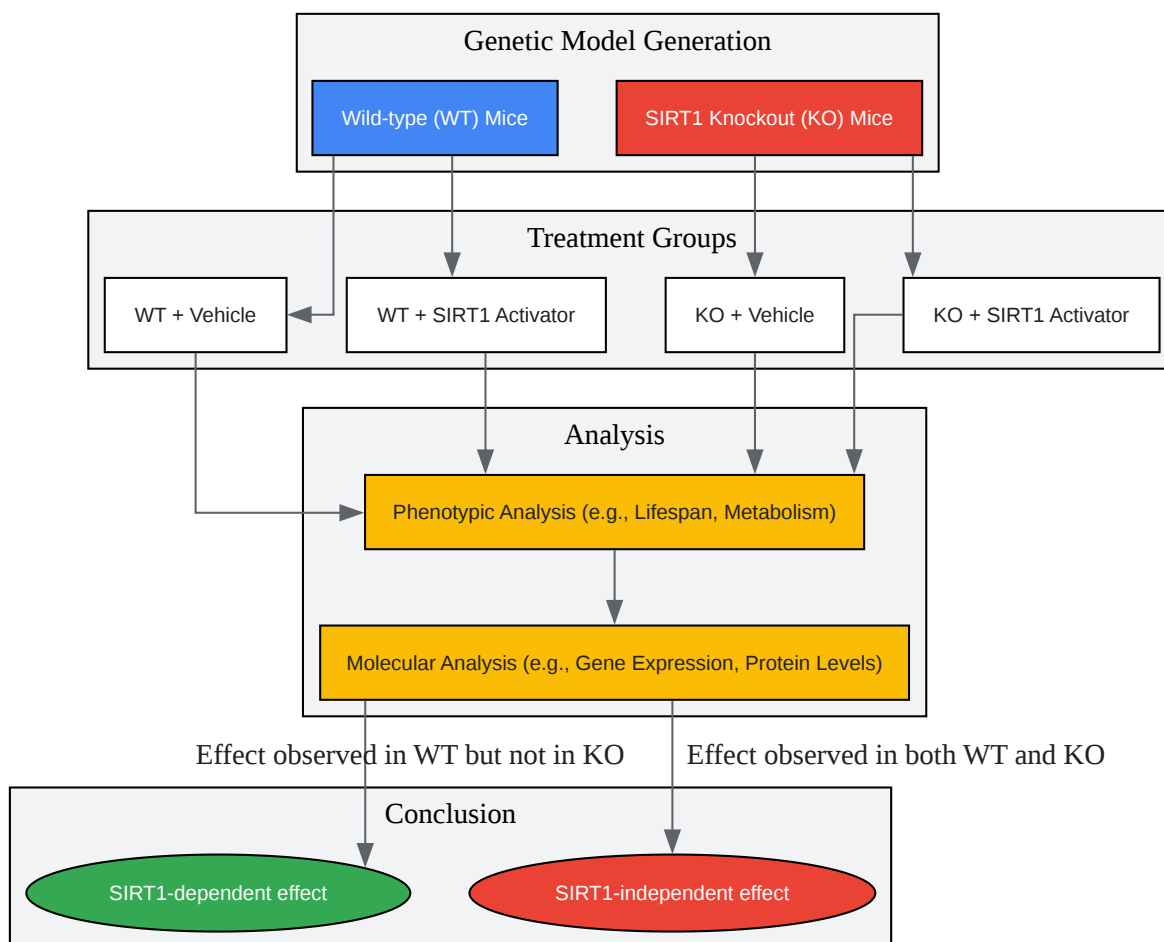 Genetic Model Generation
Wild-type (WT) Mice
SIRT1 Knockout (KO) Mice
Treatment Groups
WT + Vehicle
WT + SIRT1 Activator
KO + Vehicle
KO + SIRT1 Activator
Analysis
Phenotypic Analysis (e.g., Lifespan, Metabolism)
Molecular Analysis (e.g., Gene Expression, Protein Levels)
Effect observed in WT but not in KO
Effect observed in both WT and KO
Conclusion
SIRT1-dependent effect
SIRT1-independent effect